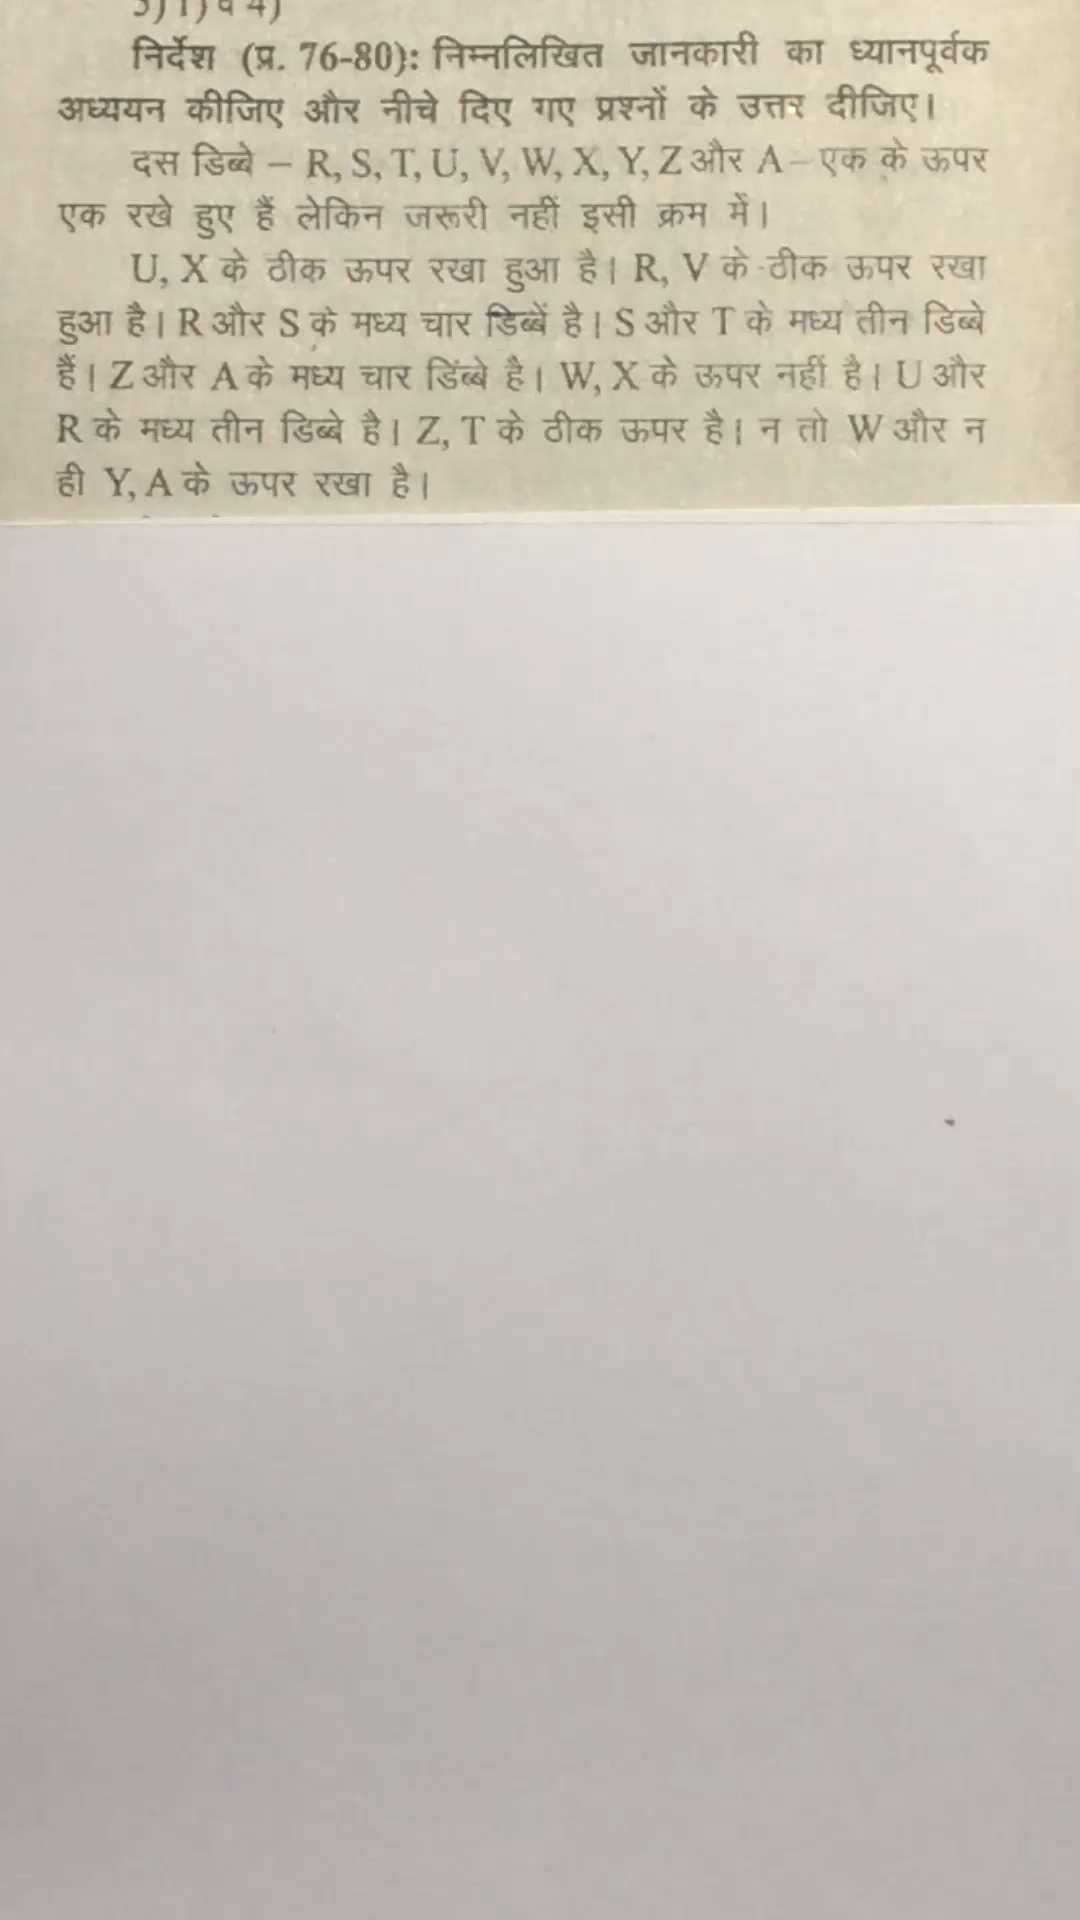 निर्देश (प्र. 76-80): निम्नलिखित जानकारी का ध्यानपूर्वक
अध्ययन कीजिए और नीचे दिए गए प्रश्नों के उत्तर दीजिए।
दस डिब्बे – R, S, T, U, V, W, X, Y, Z और A – एक के ऊपर
एक रखे हुए हैं लेकिन जरूरी नहीं इसी क्रम में।
U, X के ठीक ऊपर रखा हुआ है। R, V के ठीक ऊपर रखा
हुआ है। R और S के मध्य चार डिब्बें है। S और T के मध्य तीन डिब्बे
हैं। Z और A के मध्य चार डिब्बे है। W, X के ऊपर नहीं है। U और
R के मध्य तीन डिब्बे है। Z, T के ठीक ऊपर है। न तो W और न
ही Y, A के ऊपर रखा है।